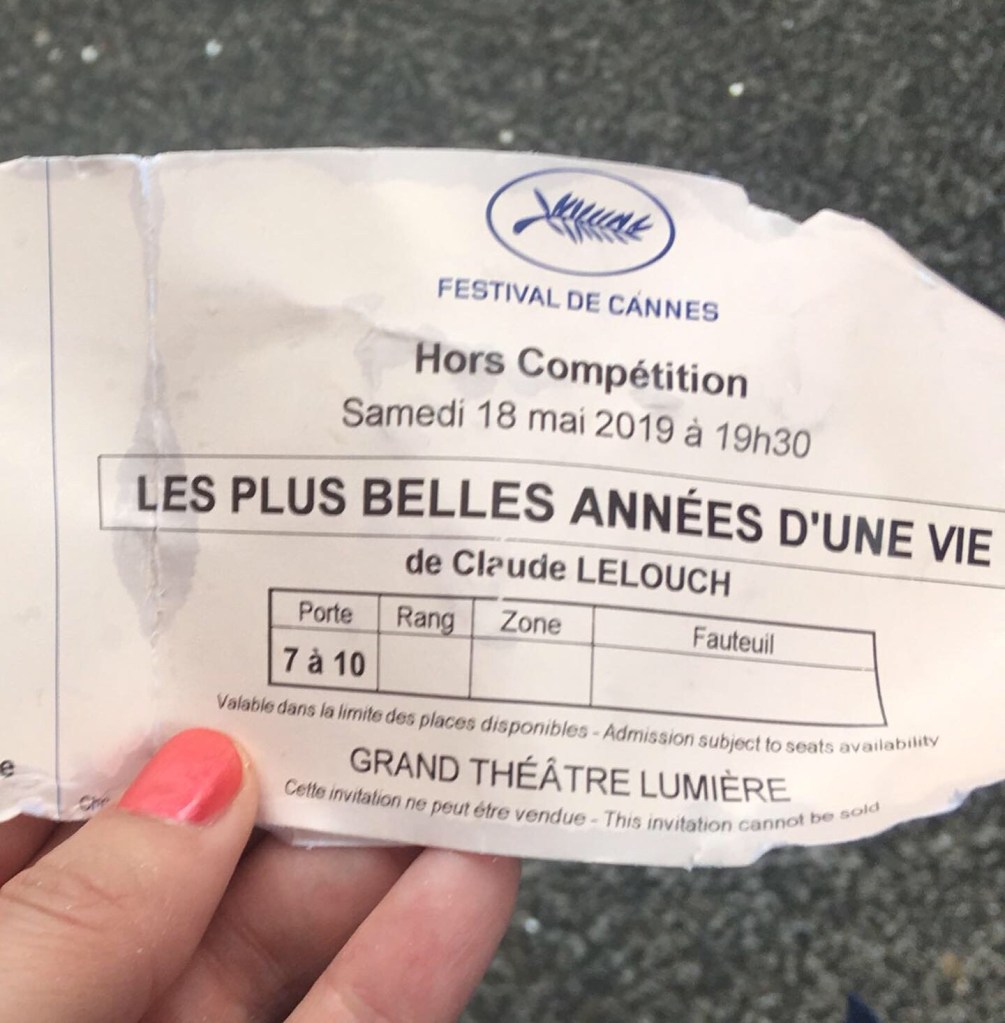 FESTIVAL DE CANNES
Hors Compétition
Samedi 18 mai 2019 à 19h30
LES PLUS BELLES ANNÉES D'UNE VIE
de Claude LELOUCH
Porte Rang Zone Fauteuil
7 à 10
Valable dans la limite des places disponibles - Admission subject to seats availability
GRAND THÉÂTRE LUMIÈRE
Cette invitation ne peut être vendue - This invitation cannot be sold
e